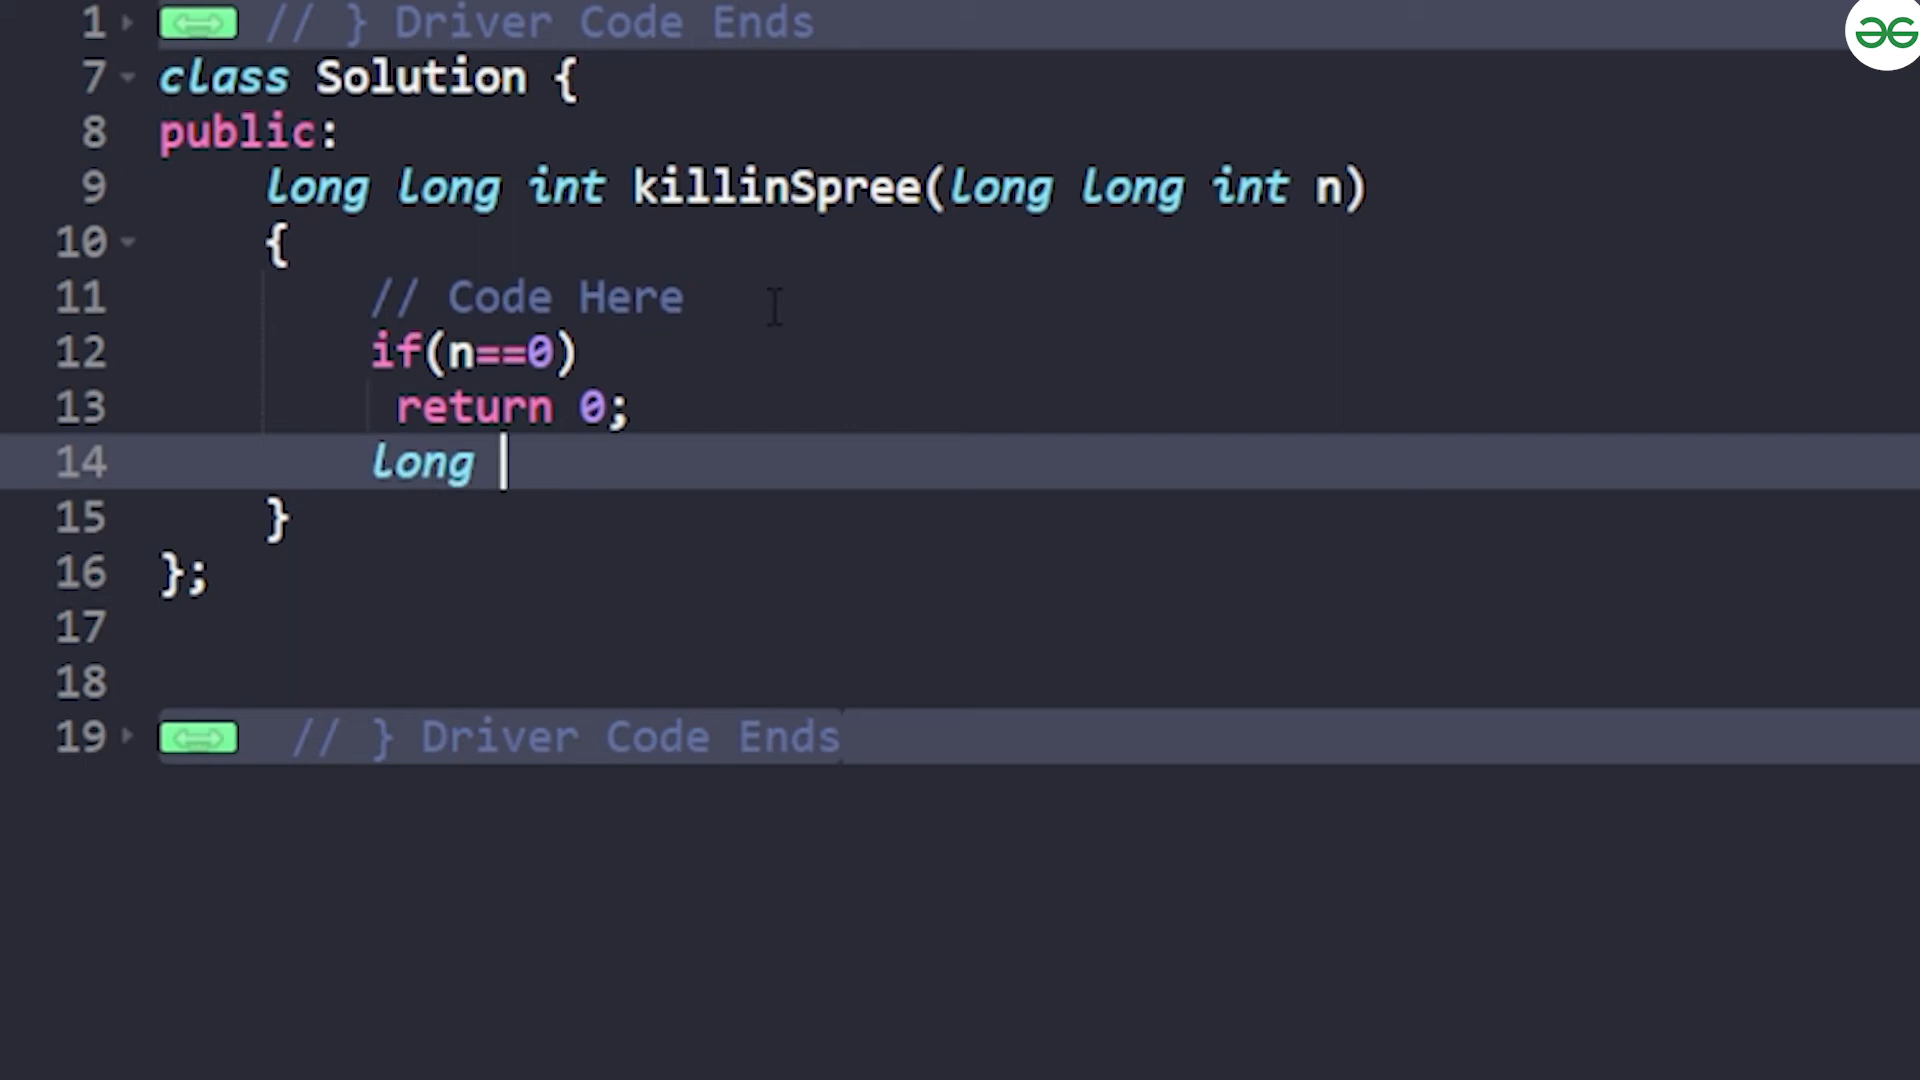 1 // } Driver Code Ends
7 class Solution {
8 public:
9 long long int killinSpree(long long int n)
10 {
11 // Code Here
12 if(n==0)
13 return 0;
14 long
15 }
16 };
17
18
19 // } Driver Code Ends